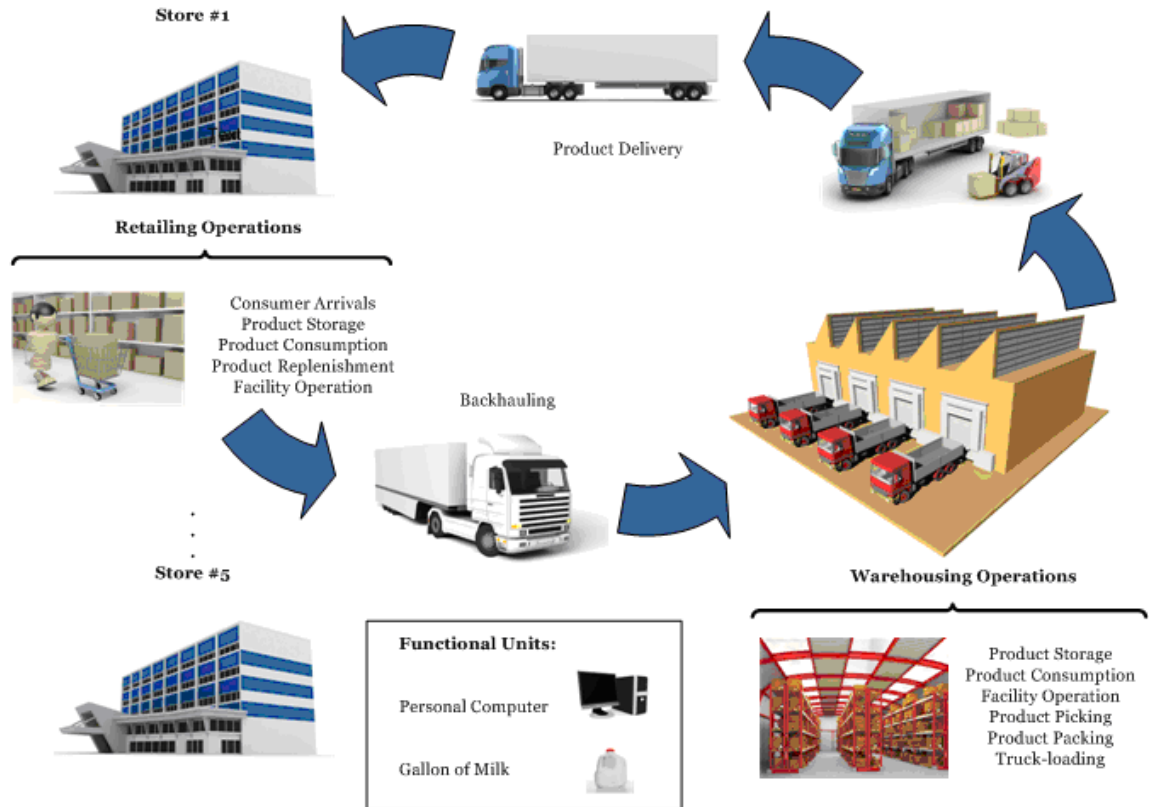 Store #1
Product Delivery
Retailing Operations
Consumer Arrivals
Product Storage
Product Consumption
Product Replenishment
Facility Operation
Backhauling
.
.
.
Store #5
Warehousing Operations
Functional Units:
Personal Computer
Gallon of Milk
Product Storage
Product Consumption
Facility Operation
Product Picking
Product Packing
Truck-loading